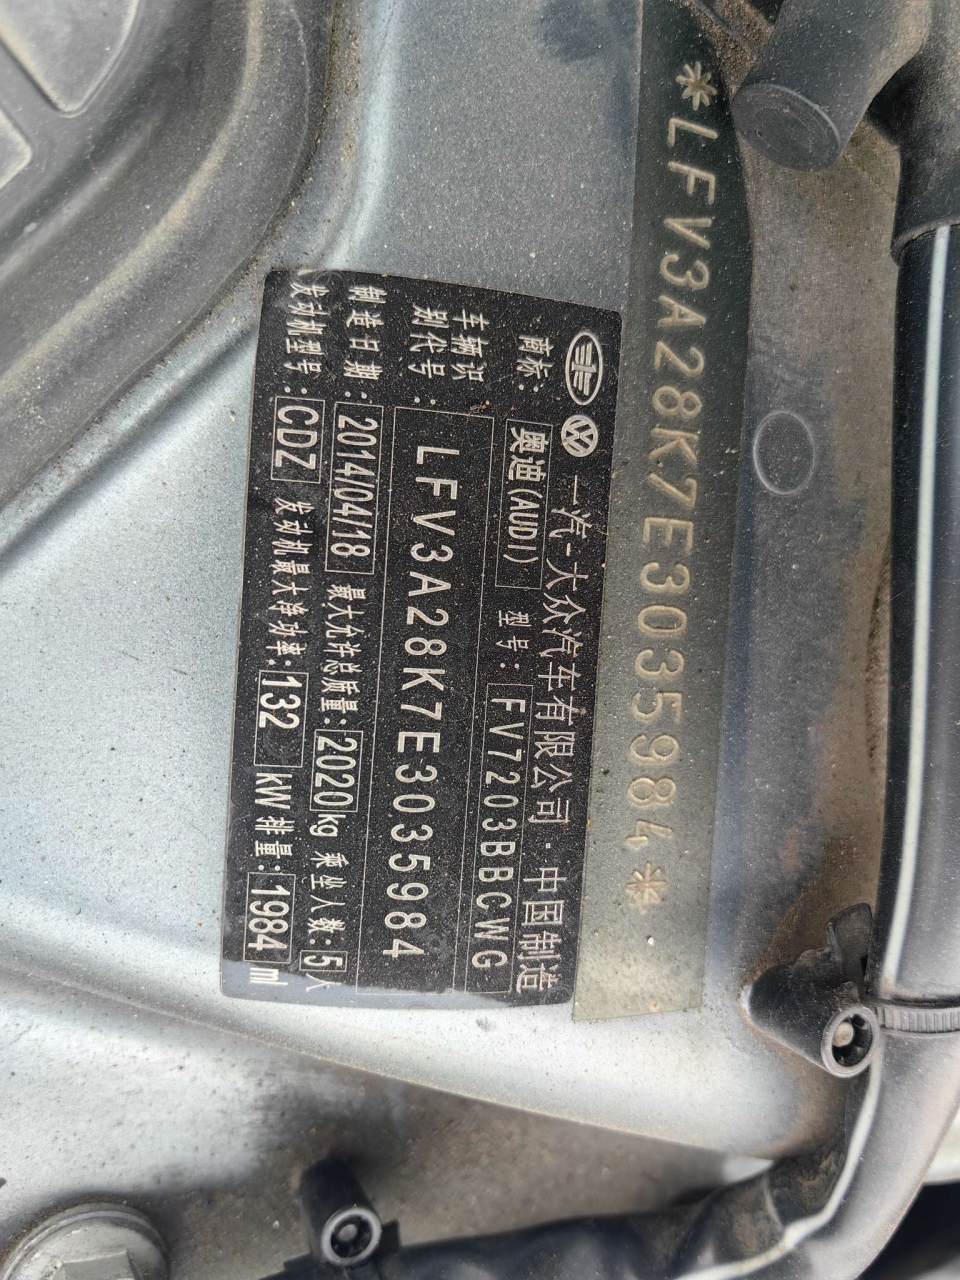 *LFV3A28K7E3035984*
一汽-大众汽车有限公司·中国制造
商标: 奥迪(AUDI) 型号: FV7203BBCWG
车辆识别代号: LFV3A28K7E3035984
制造日期: 2014/04/18 最大允许总质量: 2020kg 乘坐人数: 5人
发动机型号: CDZ 发动机最大净功率: 132 kW 排量: 1984 ml